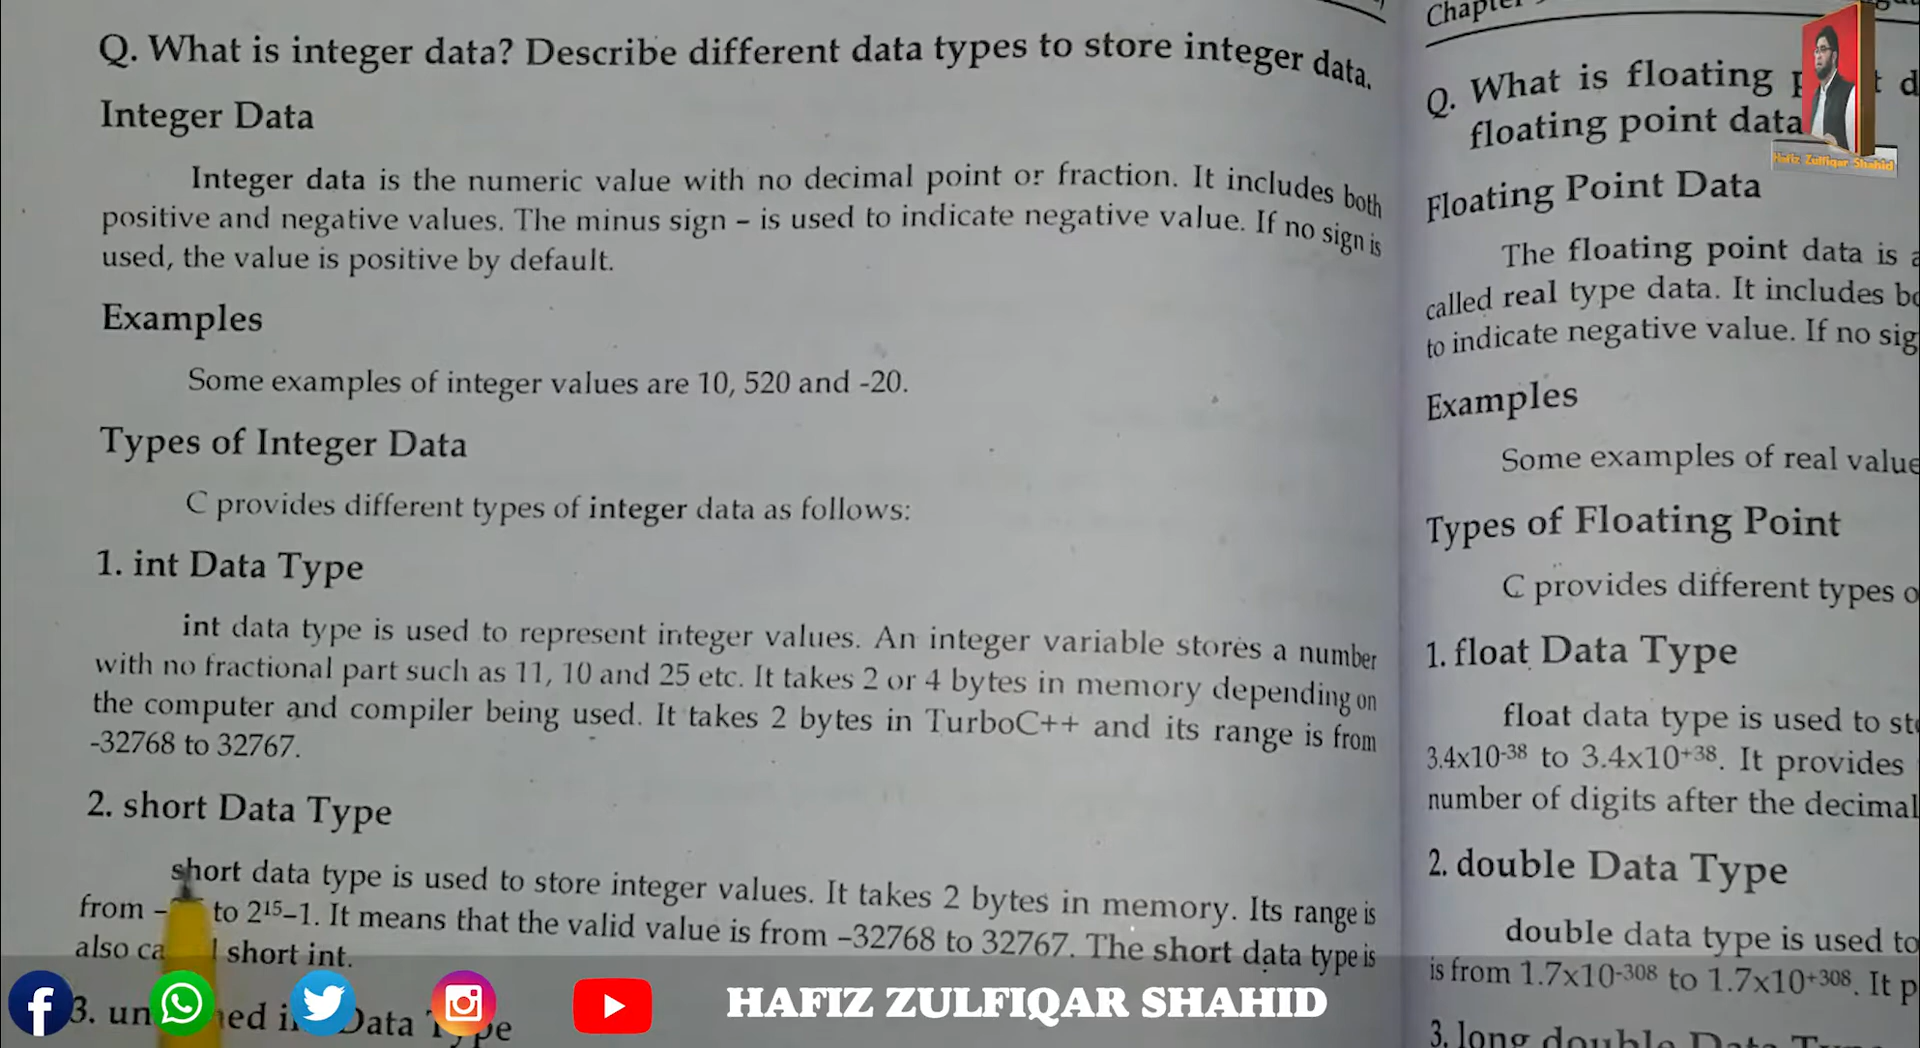 Q. What is integer data? Describe different data types to store integer data.
Integer Data
Integer data is the numeric value with no decimal point or fraction. It includes both
positive and negative values. The minus sign – is used to indicate negative value. If no sign is
used, the value is positive by default.
Examples
Some examples of integer values are 10, 520 and -20.
Types of Integer Data
C provides different types of integer data as follows:
1. int Data Type
int data type is used to represent integer values. An integer variable stores a number
with no fractional part such as 11, 10 and 25 etc. It takes 2 or 4 bytes in memory depending on
the computer and compiler being used. It takes 2 bytes in TurboC++ and its range is from
-32768 to 32767.
2. short Data Type
short data type is used to store integer values. It takes 2 bytes in memory. Its range is
from – to 2¹⁵–1. It means that the valid value is from –32768 to 32767. The short data type is
also short int.
3. Data
Chapter
Q. What is floating
floating point data
Floating Point Data
The floating point data is
called real type data. It includes
to indicate negative value. If no
Examples
Some examples of real
Types of Floating Point
C provides different types
1. float Data Type
float data type is used to
3.4x10⁻³⁸ to 3.4x10⁺³⁸. It provides
number of digits after the decimal
2. double Data Type
double data type is used to
is from 1.7x10⁻³⁰⁸ to 1.7x10⁺³⁰⁸. It
3. long double Data
Hafiz Zulfiqar Shahid
HAFIZ ZULFIQAR SHAHID